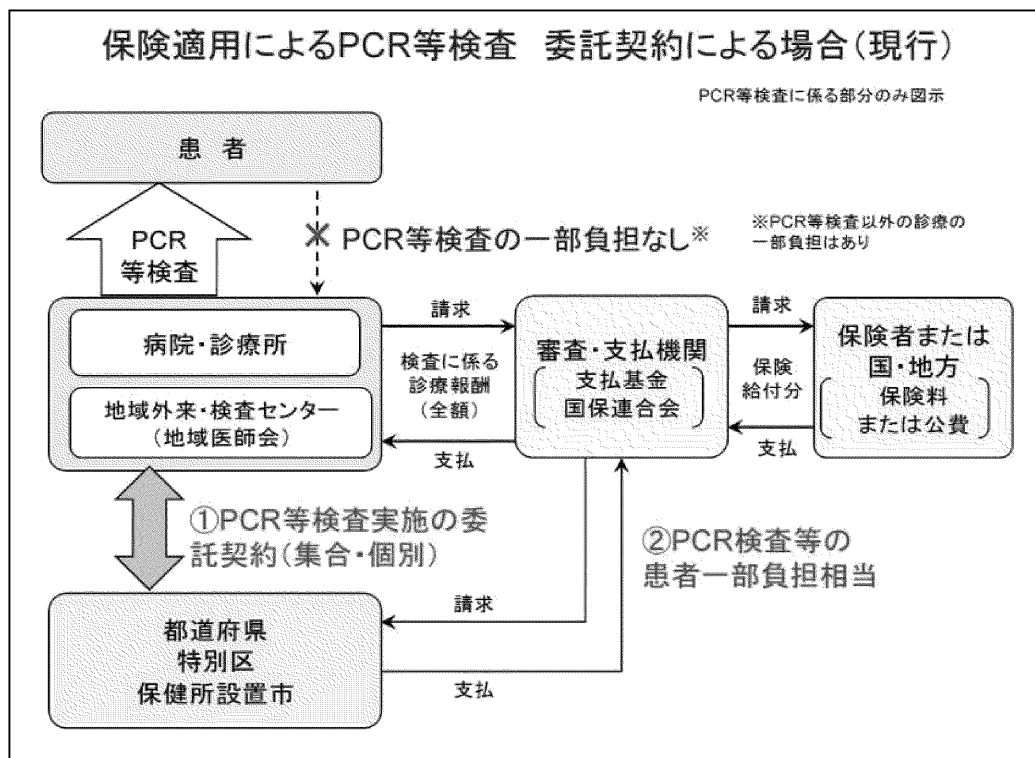 保険適用によるPCR等検査　委託契約による場合(現行)
PCR等検査に係る部分のみ図示
患　者
PCR
等検査
PCR等検査の一部負担なし※
※PCR等検査以外の診療の
一部負担はあり
病院・診療所
地域外来・検査センター
(地域医師会)
請求
検査に係る
診療報酬
(全額)
支払
審査・支払機関
支払基金
国保連合会
請求
保険
給付分
支払
保険者または
国・地方
保険料
または公費
①PCR等検査実施の委
託契約(集合・個別)
②PCR検査等の
患者一部負担相当
都道府県
特別区
保健所設置市
請求
支払